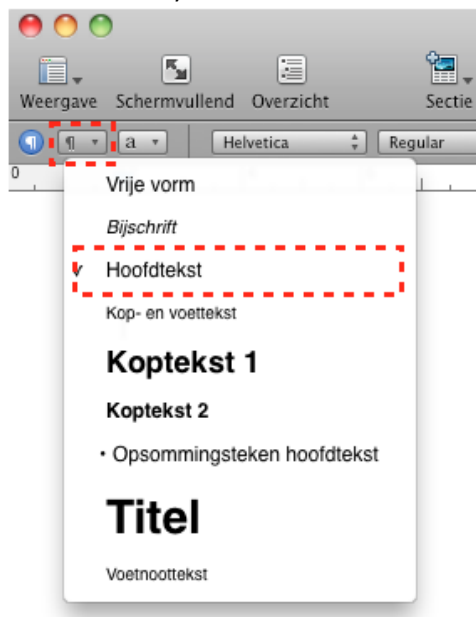 Weergave Schermvullend Overzicht Sectie
¶ ¶ a Helvetica Regular
0
Vrije vorm
Bijschrift
✓ Hoofdtekst
Kop- en voettekst
Koptekst 1
Koptekst 2
• Opsommingsteken hoofdtekst
Titel
Voetnoottekst